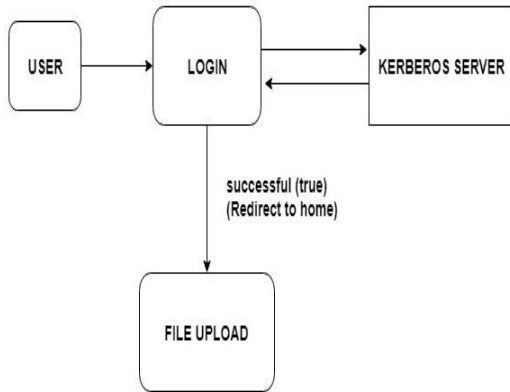 USER
LOGIN
KERBEROS SERVER
successful (true)
(Redirect to home)
FILE UPLOAD